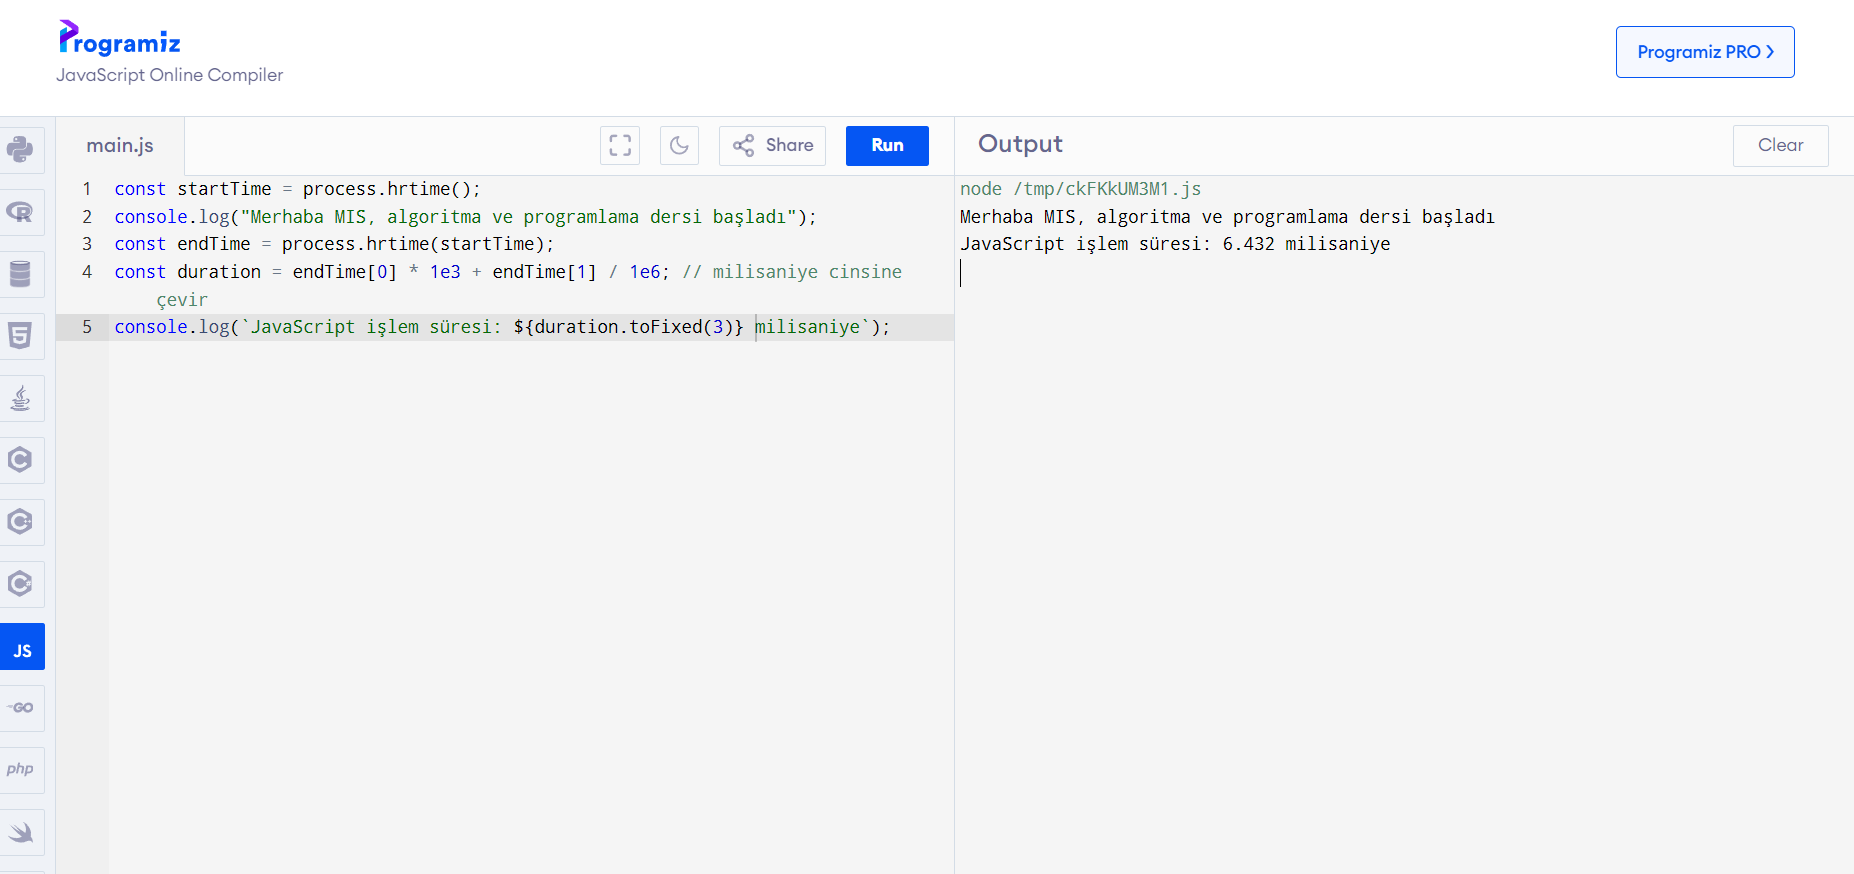 Programiz
JavaScript Online Compiler
Programiz PRO >
main.js
Share
Run
Output
Clear
1 const startTime = process.hrtime();
2 console.log("Merhaba MIS, algoritma ve programlama dersi başladı");
3 const endTime = process.hrtime(startTime);
4 const duration = endTime[0] * 1e3 + endTime[1] / 1e6; // milisaniye cinsine
çevir
5 console.log(`JavaScript işlem süresi: ${duration.toFixed(3)} milisaniye`);
node /tmp/ckFKkUM3M1.js
Merhaba MIS, algoritma ve programlama dersi başladı
JavaScript işlem süresi: 6.432 milisaniye
R
5
C
C
C
JS
GO
php